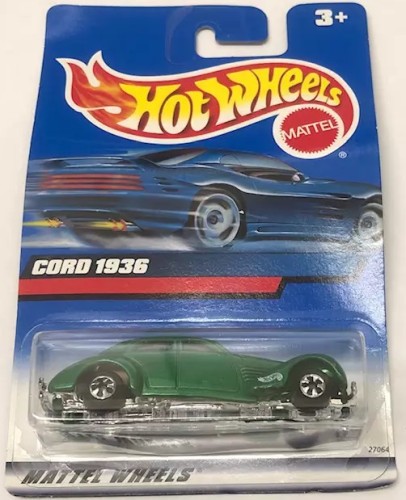 3+
HOT WHEELS
MATTEL
®
CORD 1936
27064
MATTEL WHEELS